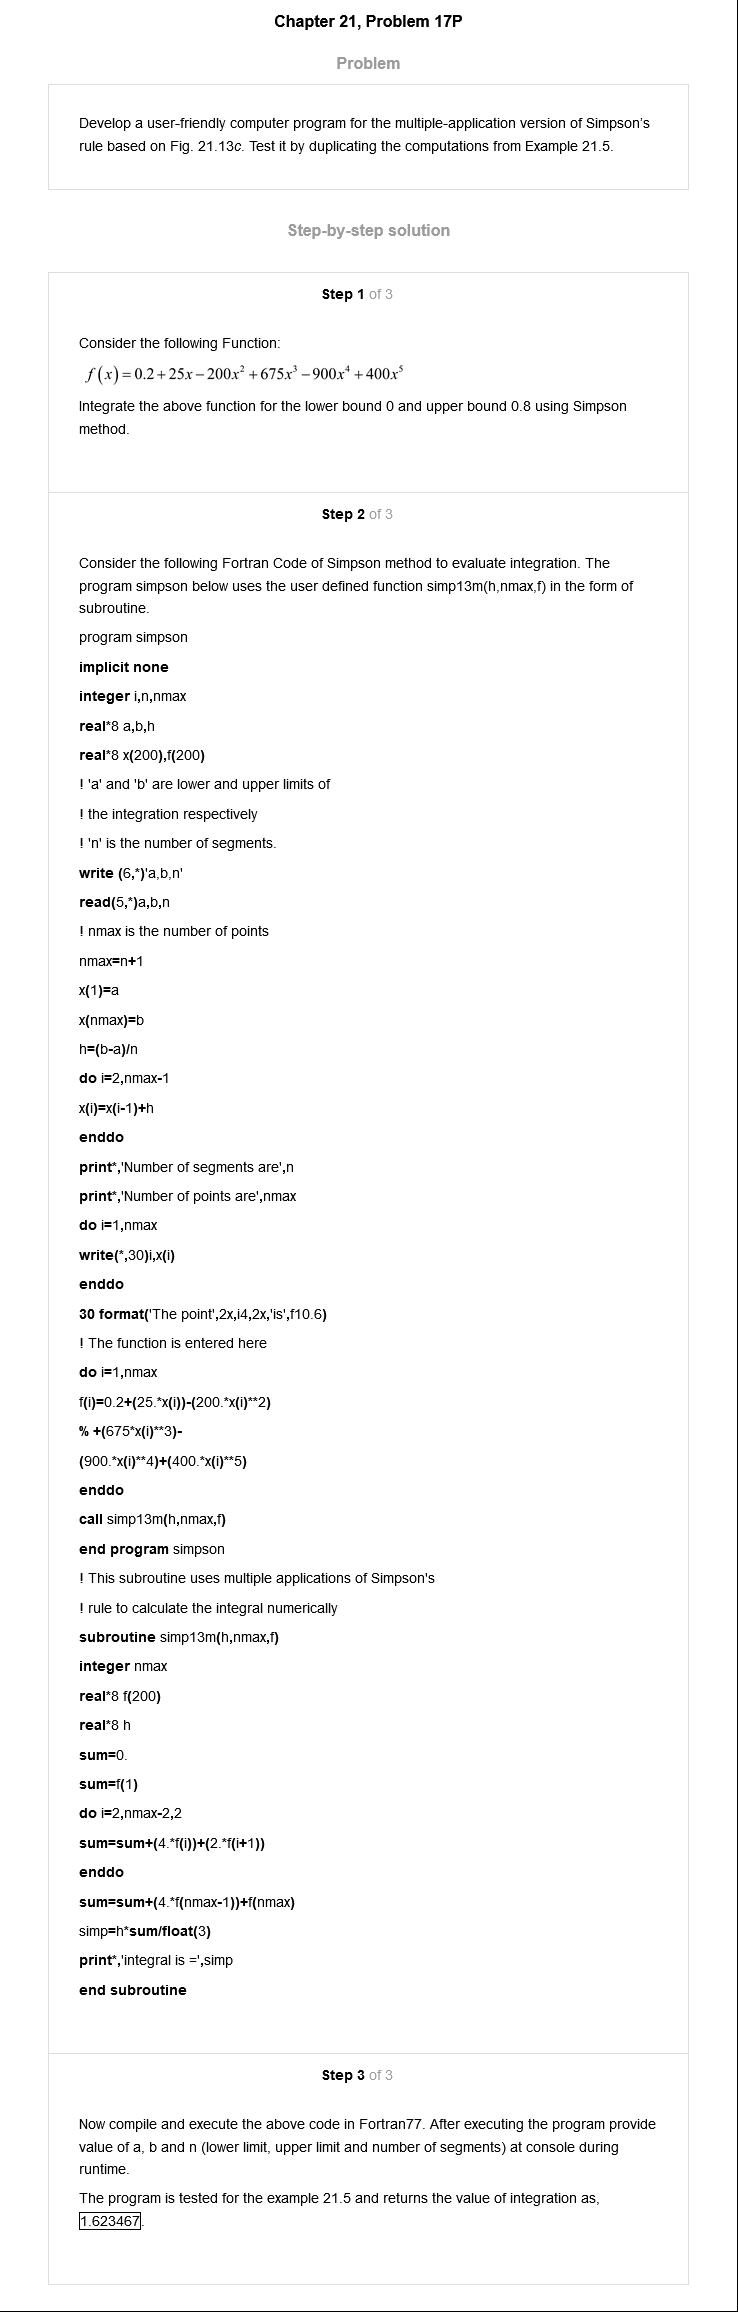 Chapter 21, Problem 17P
Problem
Develop a user-friendly computer program for the multiple-application version of Simpson's
rule based on Fig. 21.13c. Test it by duplicating the computations from Example 21.5.
Step-by-step solution
Step 1 of 3
Consider the following Function:
f(x)=0.2+25x−200x²+675x³−900x⁴+400x⁵
Integrate the above function for the lower bound 0 and upper bound 0.8 using Simpson
method.
Step 2 of 3
Consider the following Fortran Code of Simpson method to evaluate integration. The
program simpson below uses the user defined function simp13m(h,nmax,f) in the form of
subroutine.
program simpson
implicit none
integer i,n,nmax
real*8 a,b,h
real*8 x(200),f(200)
! 'a' and 'b' are lower and upper limits of
! the integration respectively
! 'n' is the number of segments.
write (6,*)'a,b,n'
read(5,*)a,b,n
! nmax is the number of points
nmax=n+1
x(1)=a
x(nmax)=b
h=(b-a)/n
do i=2,nmax-1
x(i)=x(i-1)+h
enddo
print*,'Number of segments are',n
print*,'Number of points are',nmax
do i=1,nmax
write(*,30)i,x(i)
enddo
30 format('The point',2x,i4,2x,'is',f10.6)
! The function is entered here
do i=1,nmax
f(i)=0.2+(25.*x(i))-(200.*x(i)**2)
% +(675*x(i)**3)-
(900.*x(i)**4)+(400.*x(i)**5)
enddo
call simp13m(h,nmax,f)
end program simpson
! This subroutine uses multiple applications of Simpson's
! rule to calculate the integral numerically
subroutine simp13m(h,nmax,f)
integer nmax
real*8 f(200)
real*8 h
sum=0.
sum=f(1)
do i=2,nmax-2,2
sum=sum+(4.*f(i))+(2.*f(i+1))
enddo
sum=sum+(4.*f(nmax-1))+f(nmax)
simp=h*sum/float(3)
print*,'integral is =',simp
end subroutine
Step 3 of 3
Now compile and execute the above code in Fortran77. After executing the program provide
value of a, b and n (lower limit, upper limit and number of segments) at console during
runtime.
The program is tested for the example 21.5 and returns the value of integration as,
1.623467.